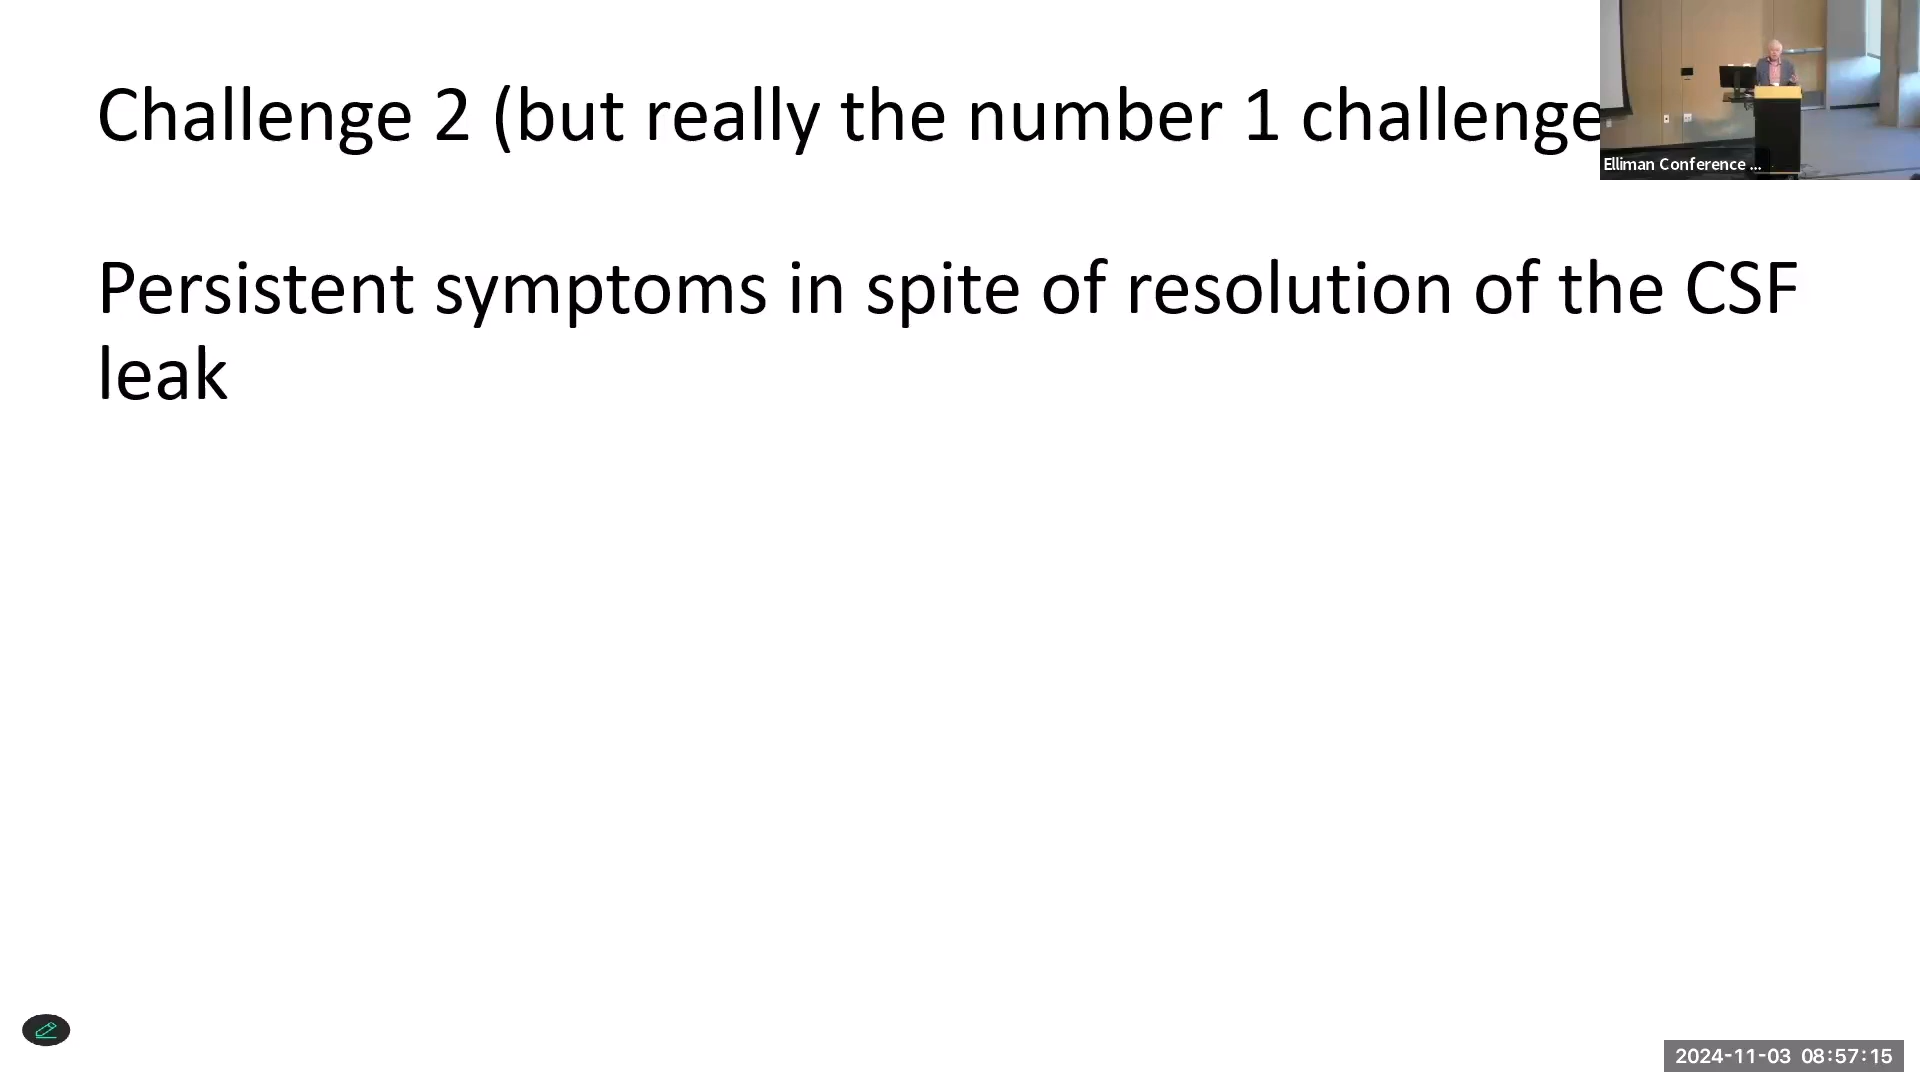 Challenge 2 (but really the number 1 challenge
Elliman Conference ...
Persistent symptoms in spite of resolution of the CSF
leak
2024-11-03 08:57:15